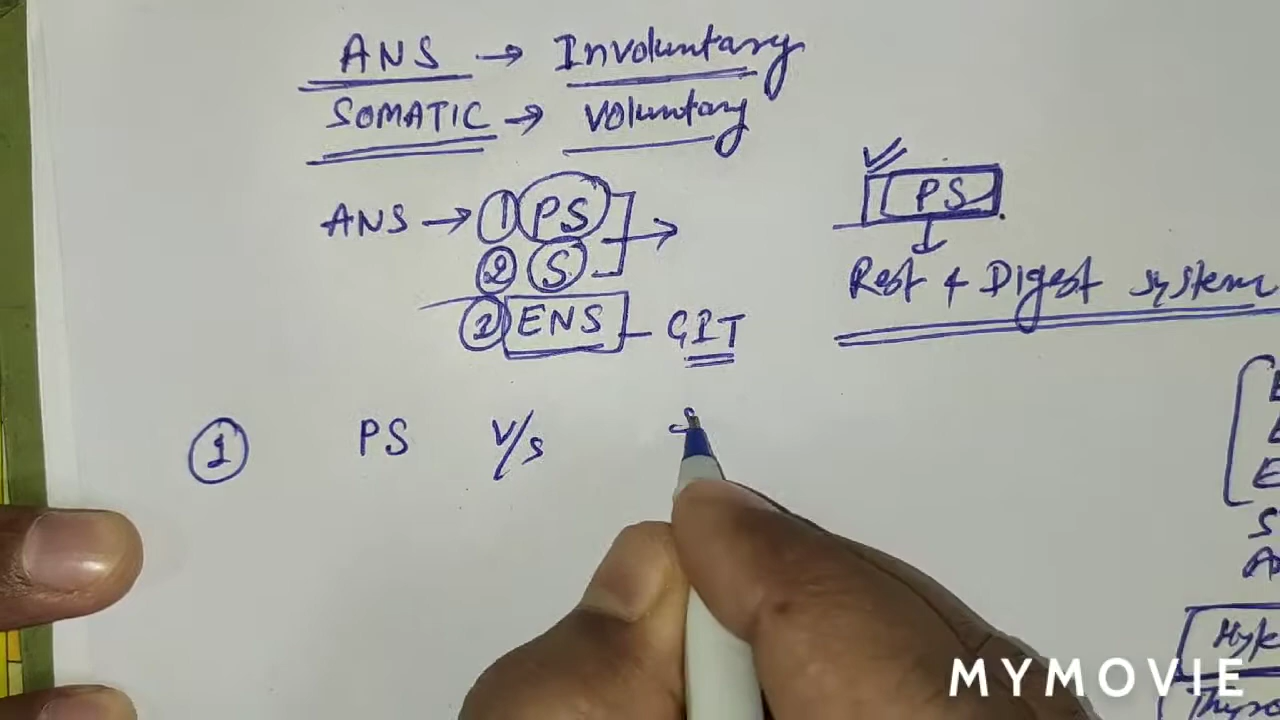 ANS → Involuntary
SOMATIC → Voluntary
ANS → ① PS
② S
③ ENS - GIT
PS
Rest + Digest system
① PS V/S S
MYMOVIE